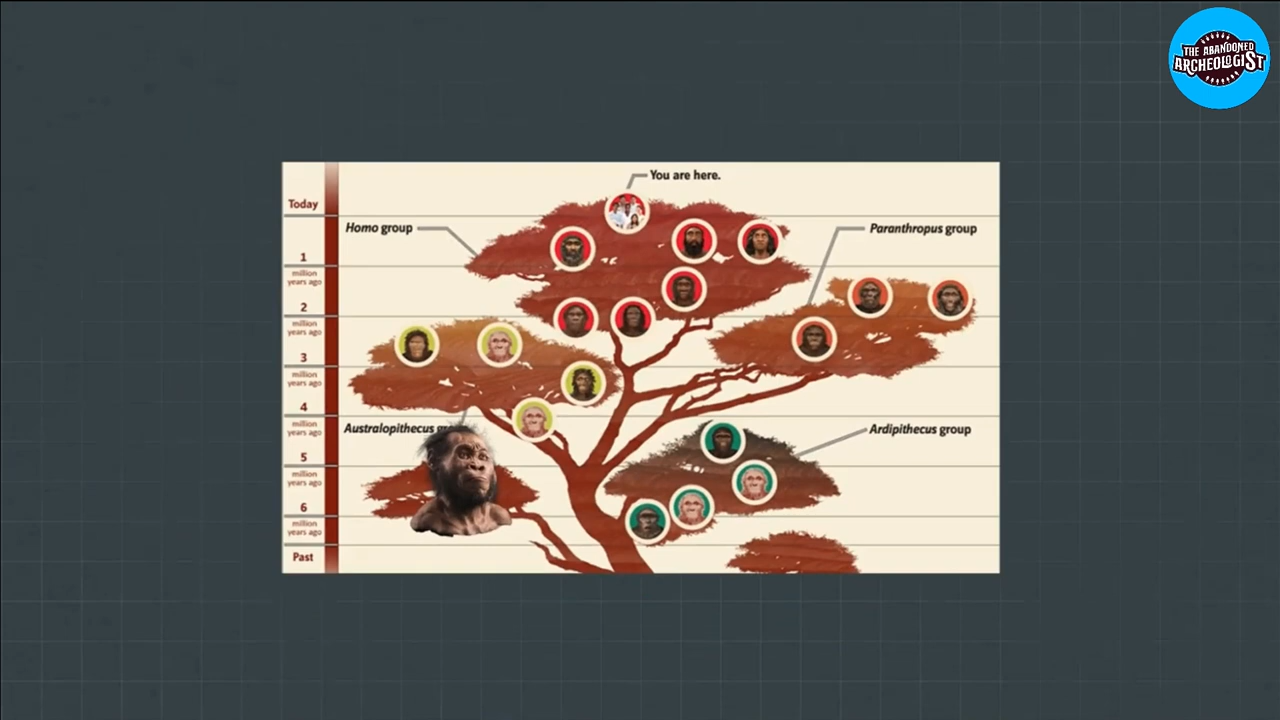 THE ABANDONED
ARCHEOLOGIST
You are here.
Today
Homo group
Paranthropus group
1
million
years ago
2
million
years ago
3
million
years ago
4
million
years ago
Australopithecus
Ardipithecus group
5
million
years ago
6
million
years ago
Past